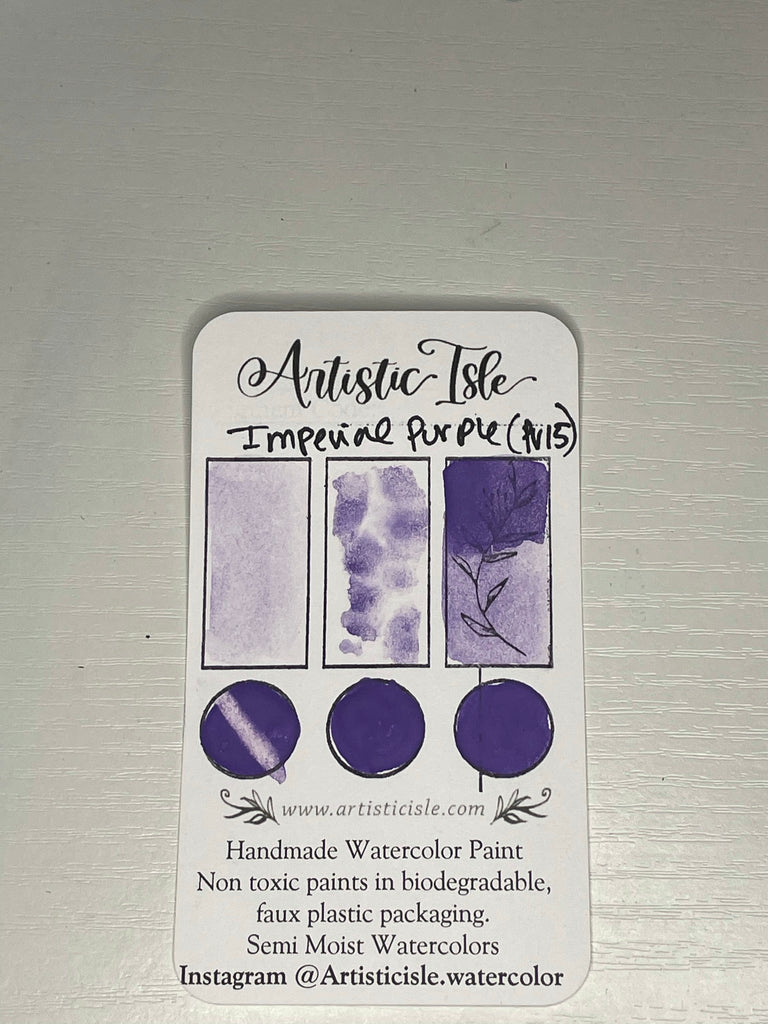 Artistic Isle
Imperial Purple (PV15)
www.artisticisle.com
Handmade Watercolor Paint
Non toxic paints in biodegradable,
faux plastic packaging.
Semi Moist Watercolors
Instagram @Artisticisle.watercolor